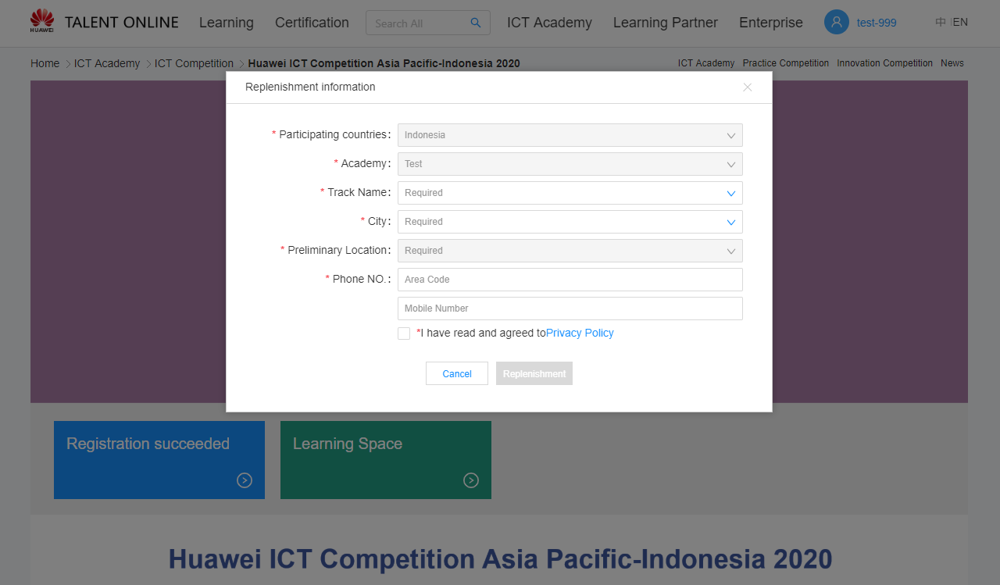 HUAWEI
TALENT ONLINE
Learning
Certification
Search All
ICT Academy
Learning Partner
Enterprise
test-999
中 | EN
Home > ICT Academy > ICT Competition > Huawei ICT Competition Asia Pacific-Indonesia 2020
ICT Academy Practice Competition Innovation Competition News
Replenishment information
* Participating countries: Indonesia
* Academy: Test
* Track Name: Required
* City: Required
* Preliminary Location: Required
* Phone NO.: Area Code
Mobile Number
*I have read and agreed toPrivacy Policy
Cancel
Replenishment
Registration succeeded
Learning Space
Huawei ICT Competition Asia Pacific-Indonesia 2020